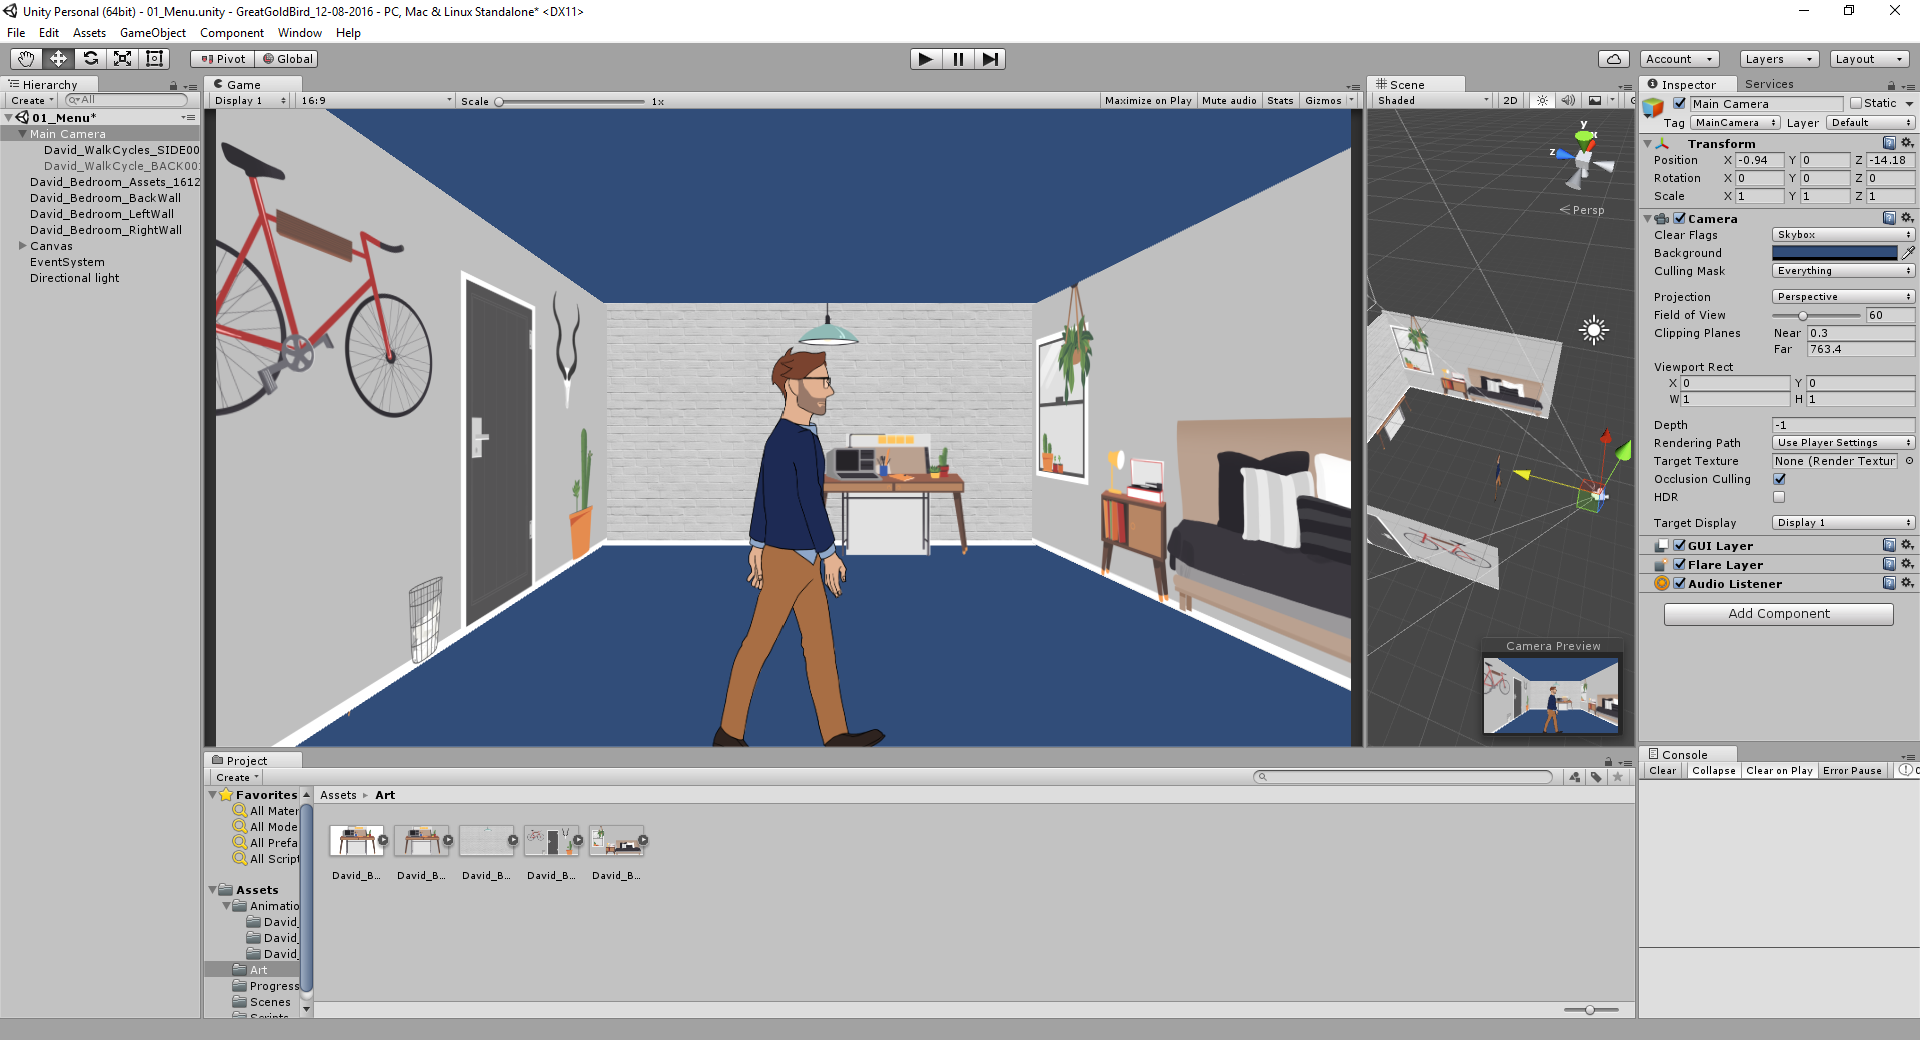 Unity Personal (64bit) - 01_Menu.unity - GreatGoldBird_12-08-2016 - PC, Mac & Linux Standalone* <DX11>
File Edit Assets GameObject Component Window Help
Pivot Global
Account Layers Layout
Hierarchy
Create All
01_Menu*
Main Camera
David_WalkCycles_SIDE00
David_WalkCycle_BACK00
David_Bedroom_Assets_1612
David_Bedroom_BackWall
David_Bedroom_LeftWall
David_Bedroom_RightWall
Canvas
EventSystem
Directional light
Game
Display 1 16:9 Scale 1x Maximize on Play Mute audio Stats Gizmos
Scene
Shaded 2D
y
x
z
Persp
Camera Preview
Inspector Services
Main Camera Static
Tag MainCamera Layer Default
Transform
Position X -0.94 Y 0 Z -14.18
Rotation X 0 Y 0 Z 0
Scale X 1 Y 1 Z 1
Camera
Clear Flags Skybox
Background
Culling Mask Everything
Projection Perspective
Field of View 60
Clipping Planes Near 0.3
Far 763.4
Viewport Rect
X 0 Y 0
W 1 H 1
Depth -1
Rendering Path Use Player Settings
Target Texture None (Render Textur
Occlusion Culling
HDR
Target Display Display 1
GUI Layer
Flare Layer
Audio Listener
Add Component
Project
Create
Favorites
All Mater
All Mode
All Prefa
All Script
Assets
Animatio
David_
David_
David_
Art
Progress
Scenes
Scripts
Assets Art
David_B... David_B... David_B... David_B... David_B...
Console
Clear Collapse Clear on Play Error Pause